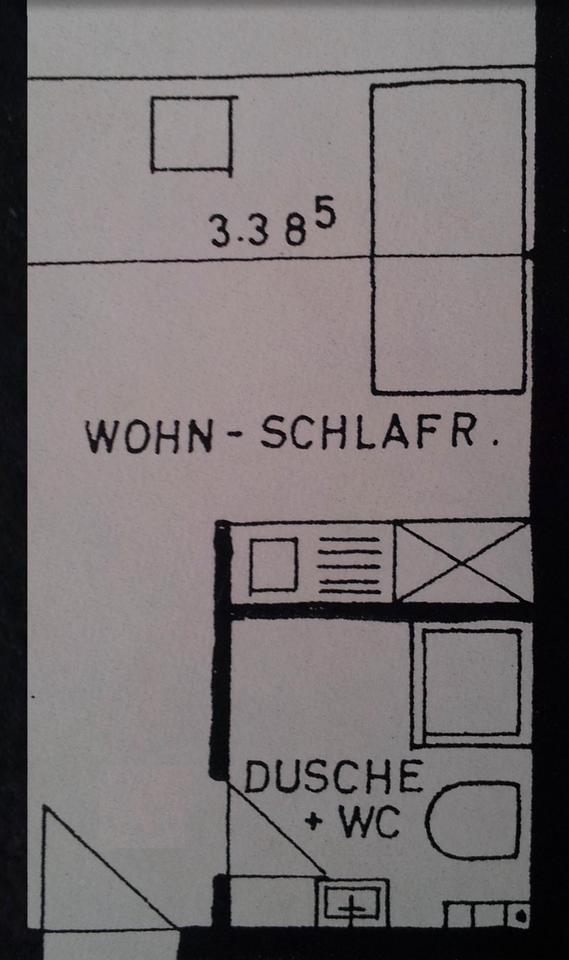 3.38⁵
WOHN - SCHLAFR.
DUSCHE
+ WC